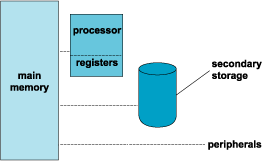 processor
registers
main
memory
secondary
storage
peripherals